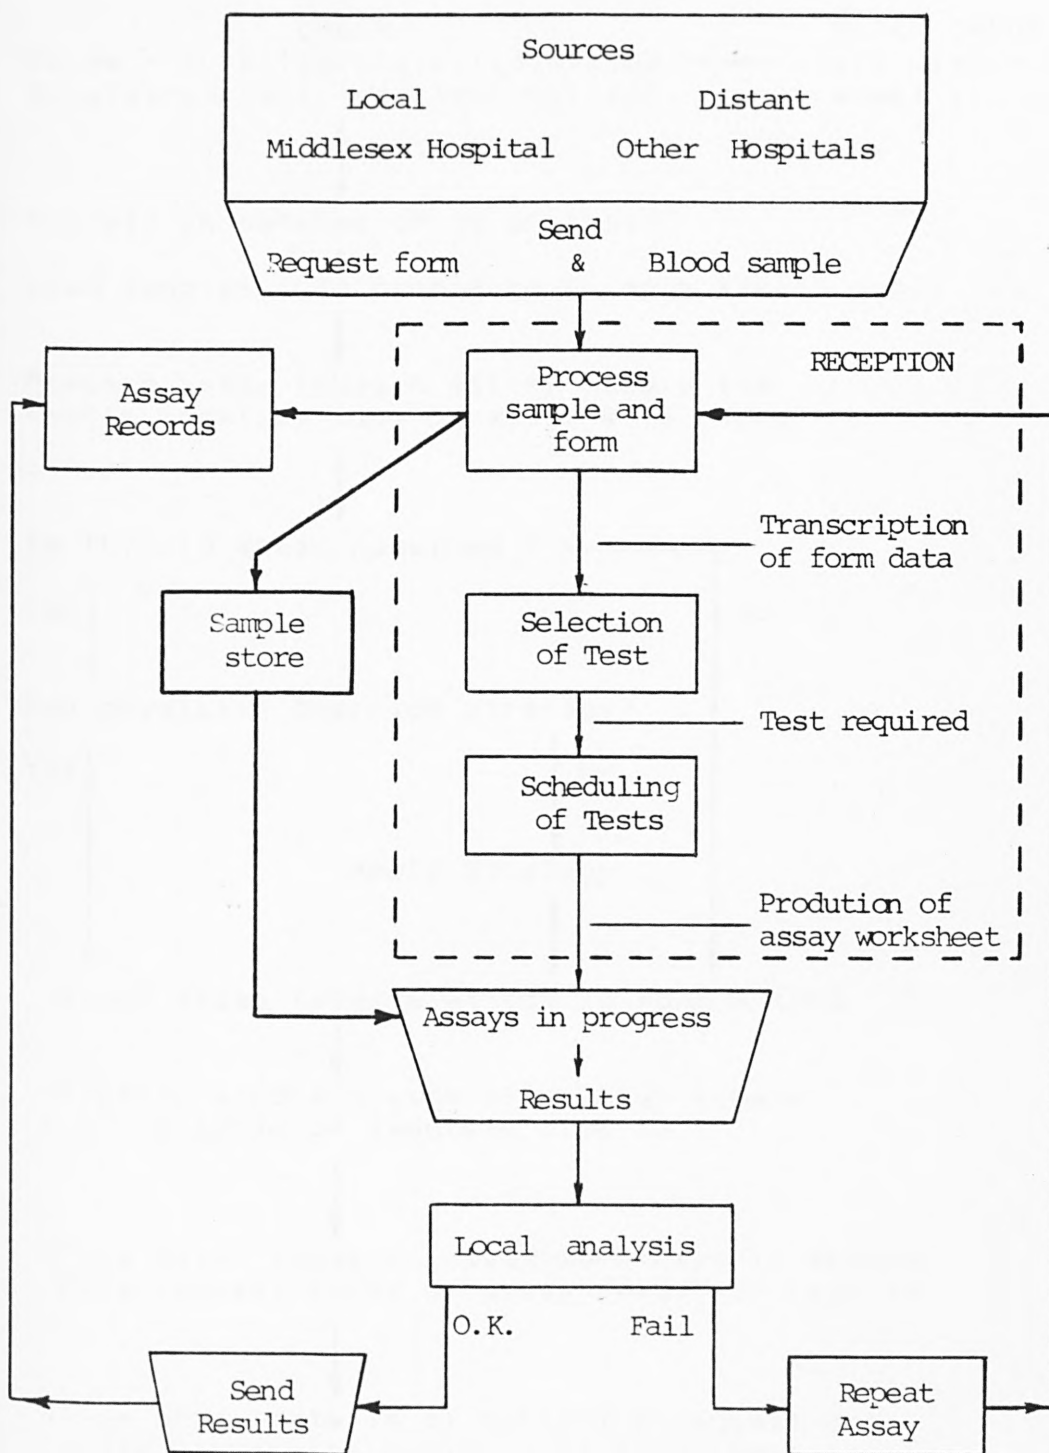 Sources
Local Distant
Middlesex Hospital Other Hospitals
Send
Request form & Blood sample
RECEPTION
Process
sample and
form
Assay
Records
Transcription
of form data
Sample
store
Selection
of Test
Test required
Scheduling
of Tests
Prodution of
assay worksheet
Assays in progress
Results
Local analysis
O.K. Fail
Send
Results
Repeat
Assay